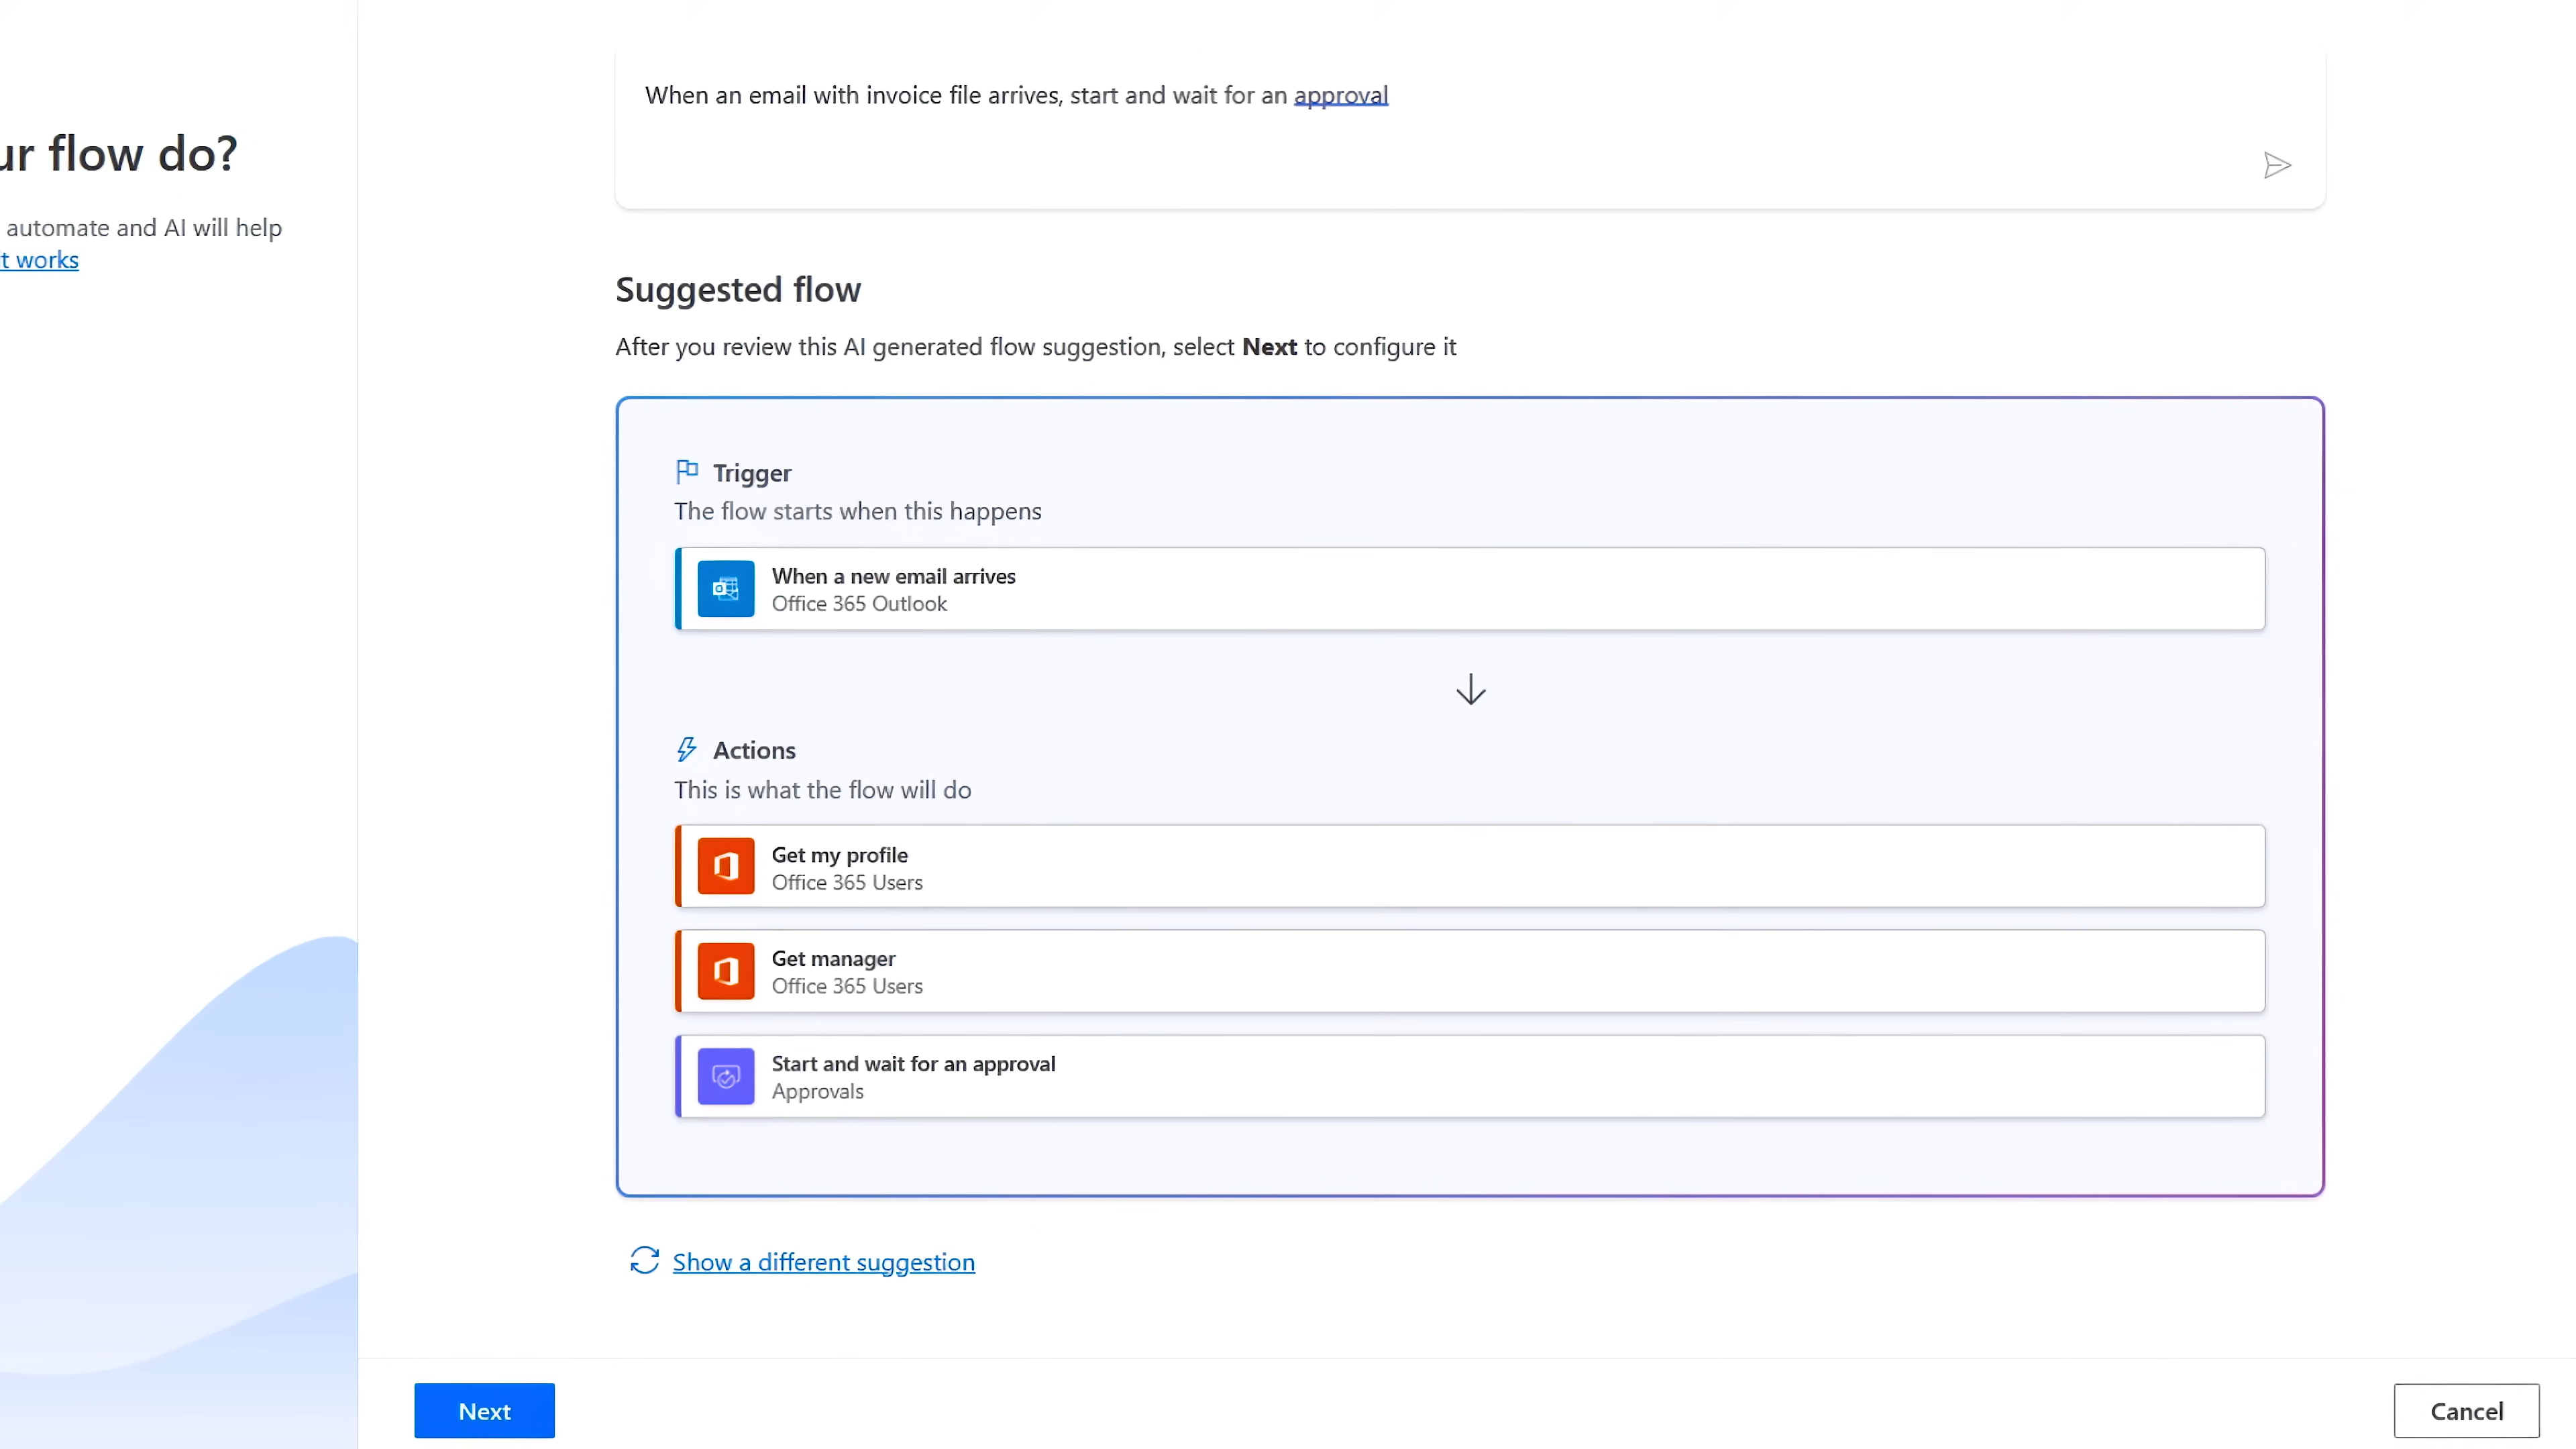 When an email with invoice file arrives, start and wait for an approval
ur flow do?
automate and AI will help
t works
Suggested flow
After you review this AI generated flow suggestion, select Next to configure it
Trigger
The flow starts when this happens
When a new email arrives
Office 365 Outlook
Actions
This is what the flow will do
Get my profile
Office 365 Users
Get manager
Office 365 Users
Start and wait for an approval
Approvals
Show a different suggestion
Next
Cancel